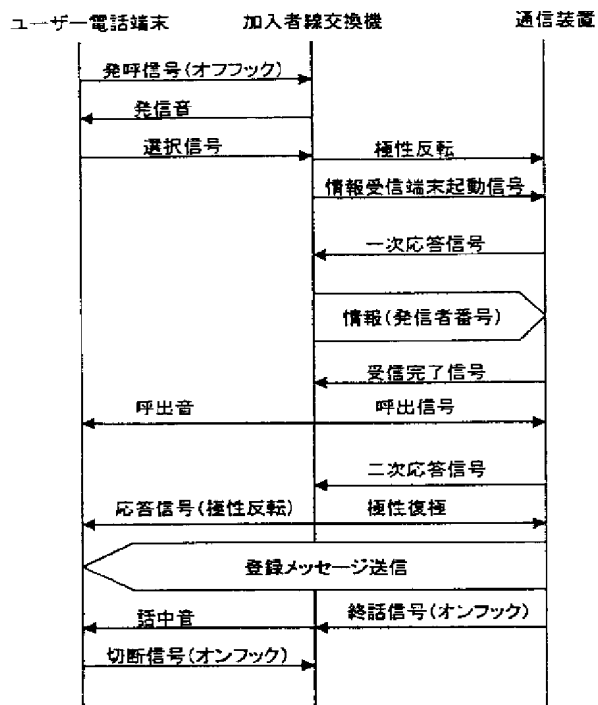 ユーザー電話端末
加入者線交換機
通信装置
発呼信号(オフフック)
発信音
選択信号
極性反転
情報受信端末起動信号
一次応答信号
情報(発信者番号)
受信完了信号
呼出音
呼出信号
二次応答信号
応答信号(極性反転)
極性復極
登録メッセージ送信
話中音
終話信号(オンフック)
切断信号(オンフック)